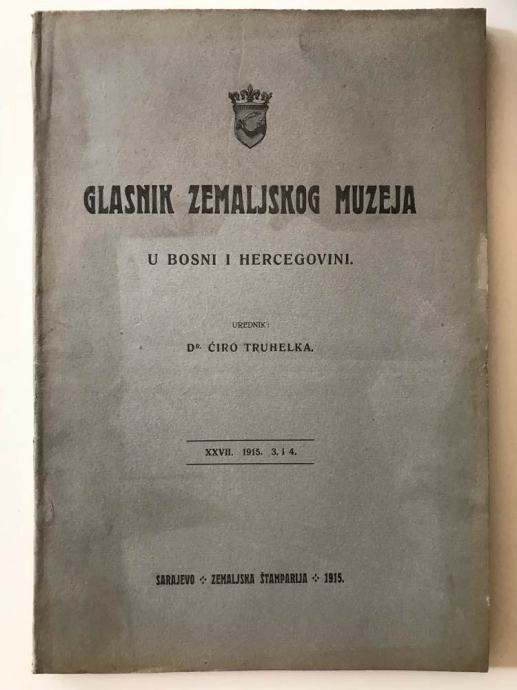 GLASNIK ZEMALJSKOG MUZEJA
U BOSNI I HERCEGOVINI.
UREDNIK:
DR. ĆIRO TRUHELKA.
XXVII. 1915. 3. i 4.
SARAJEVO ⁘ ZEMALJSKA ŠTAMPARIJA ⁘ 1915.